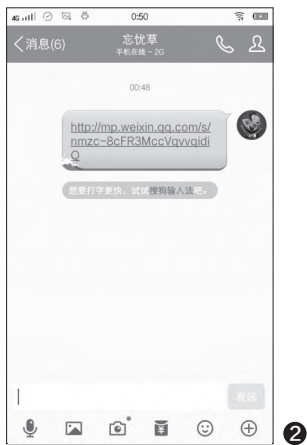 4G 0:50
消息(6) 忘忧草
手机在线 - 2G
00:48
http://mp.weixin.qq.com/s/
nmzc-8cFR3MccVqvvqidi
Q
想要打字更快，试试搜狗输入法吧。
发送
2